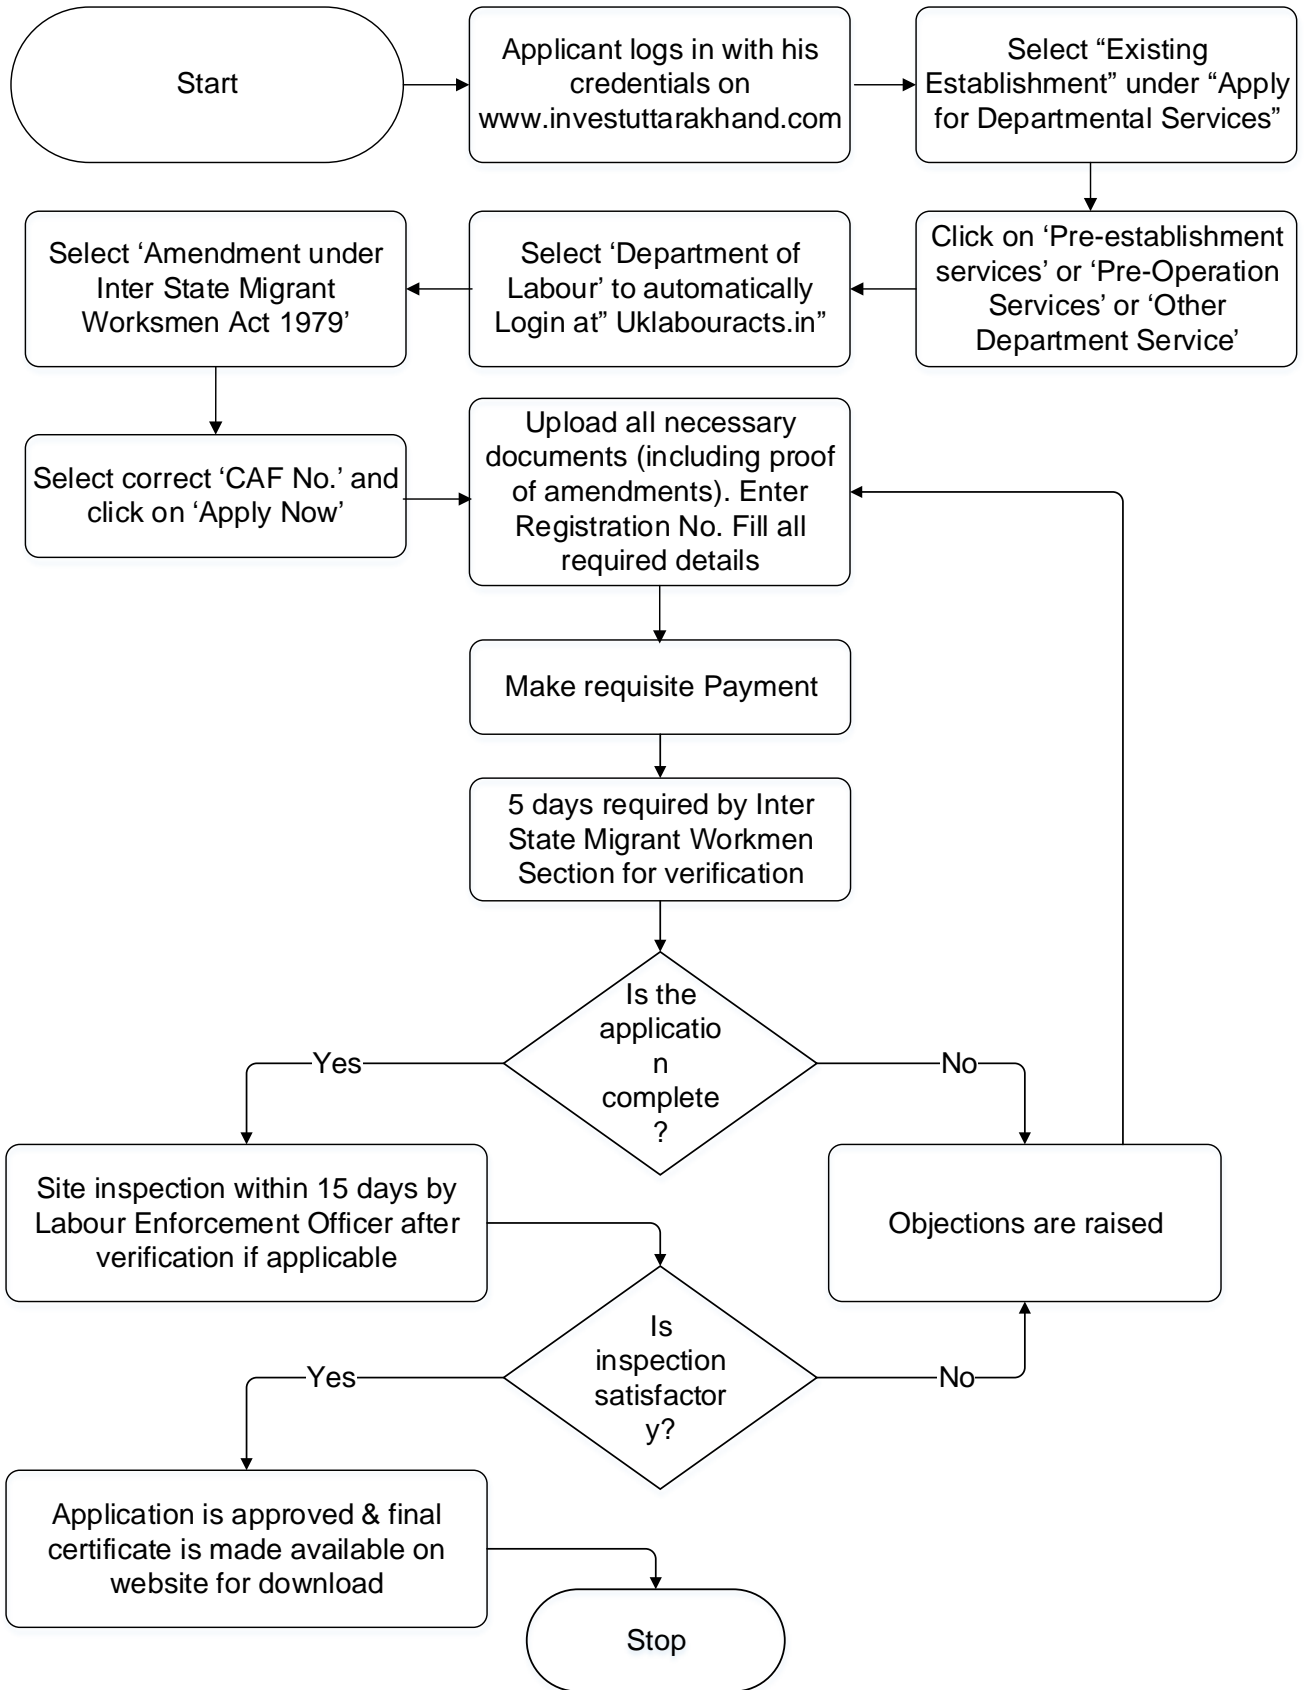 Start
Applicant logs in with his
credentials on
www.investuttarakhand.com
Select “Existing
Establishment” under “Apply
for Departmental Services”
Click on ‘Pre-establishment
services’ or ‘Pre-Operation
Services’ or ‘Other
Department Service’
Select ‘Department of
Labour’ to automatically
Login at” Uklabouracts.in”
Select ‘Amendment under
Inter State Migrant
Worksmen Act 1979’
Select correct ‘CAF No.’ and
click on ‘Apply Now’
Upload all necessary
documents (including proof
of amendments). Enter
Registration No. Fill all
required details
Make requisite Payment
5 days required by Inter
State Migrant Workmen
Section for verification
Is the
applicatio
n
complete
?
Yes
No
Site inspection within 15 days by
Labour Enforcement Officer after
verification if applicable
Objections are raised
Is
inspection
satisfactor
y?
Yes
No
Application is approved & final
certificate is made available on
website for download
Stop